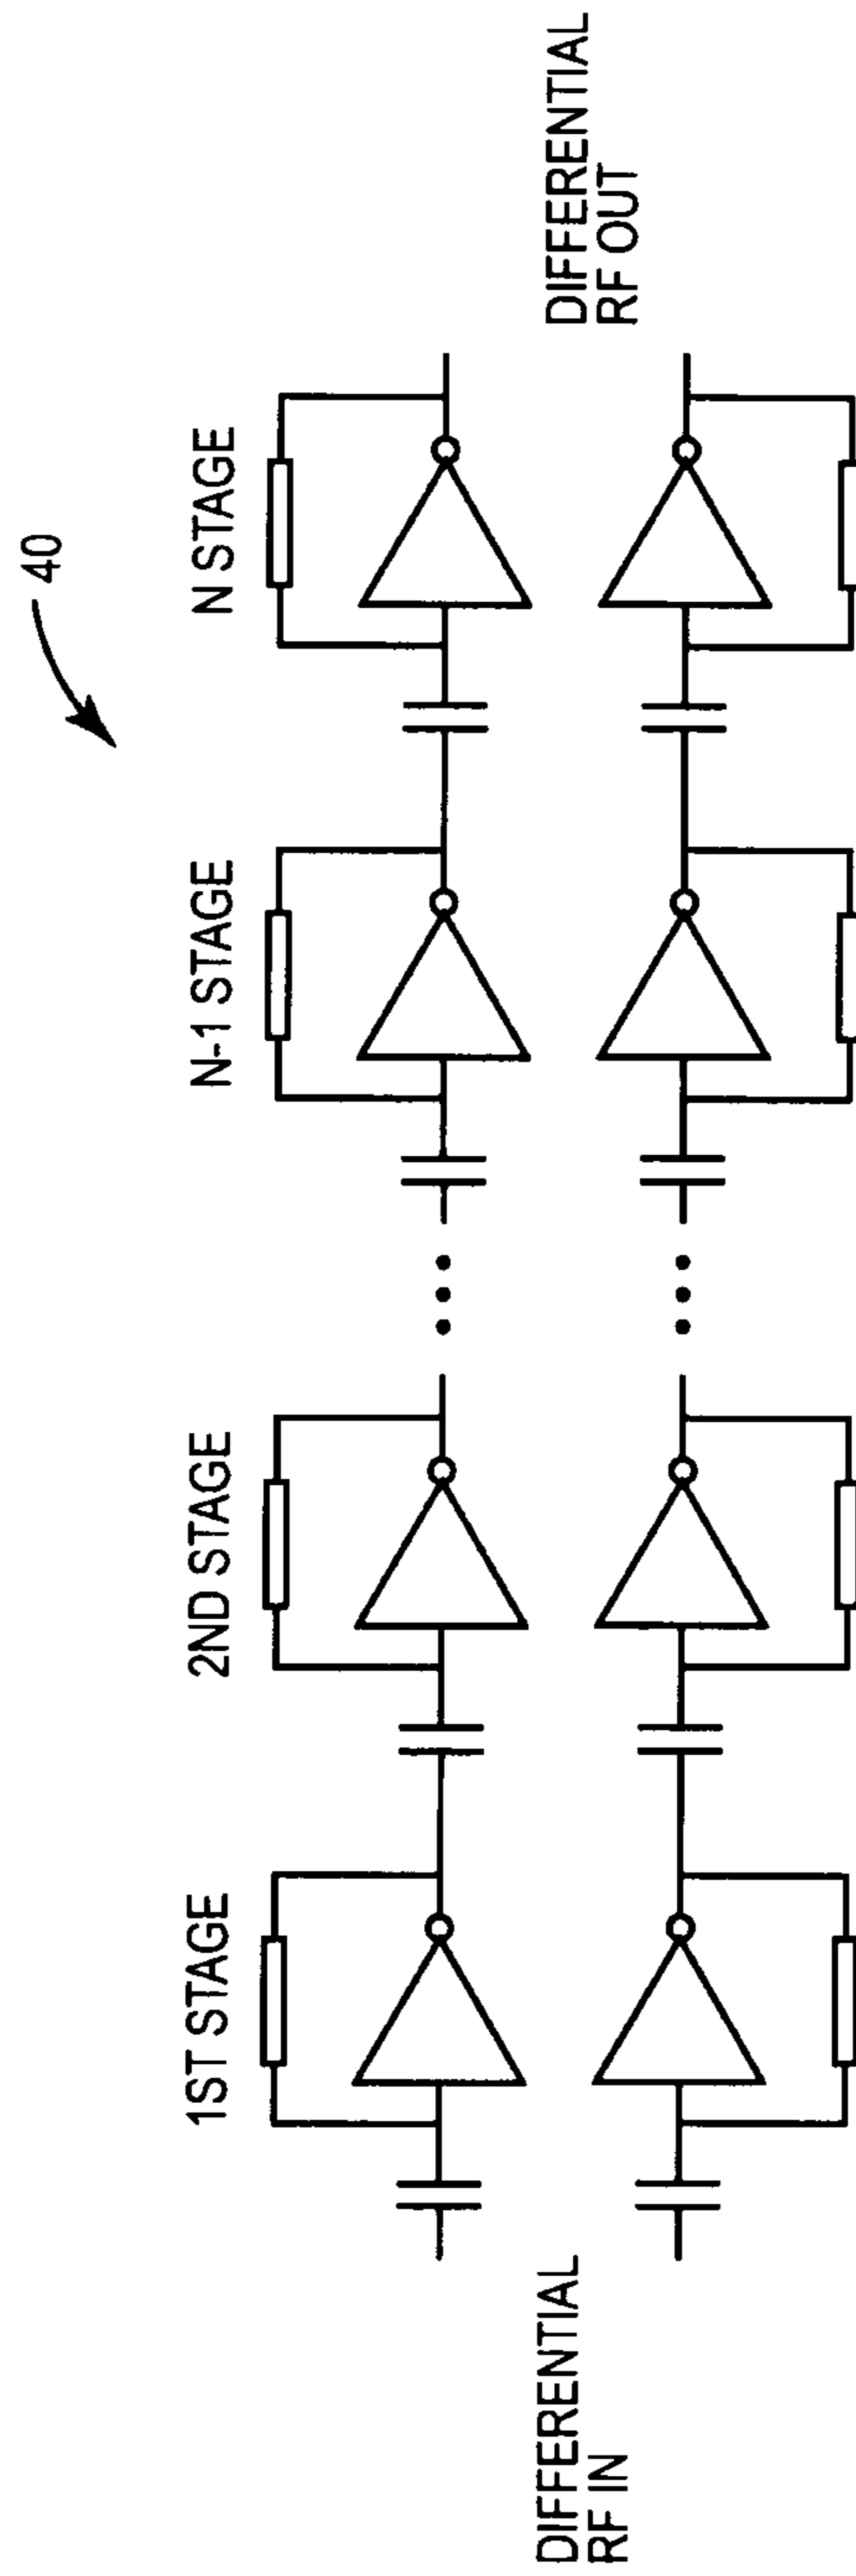 40
1ST STAGE
2ND STAGE
N-1 STAGE
N STAGE
DIFFERENTIAL
RF IN
DIFFERENTIAL
RF OUT